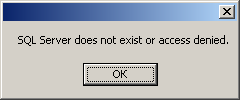 SQL Server does not exist or access denied.
OK